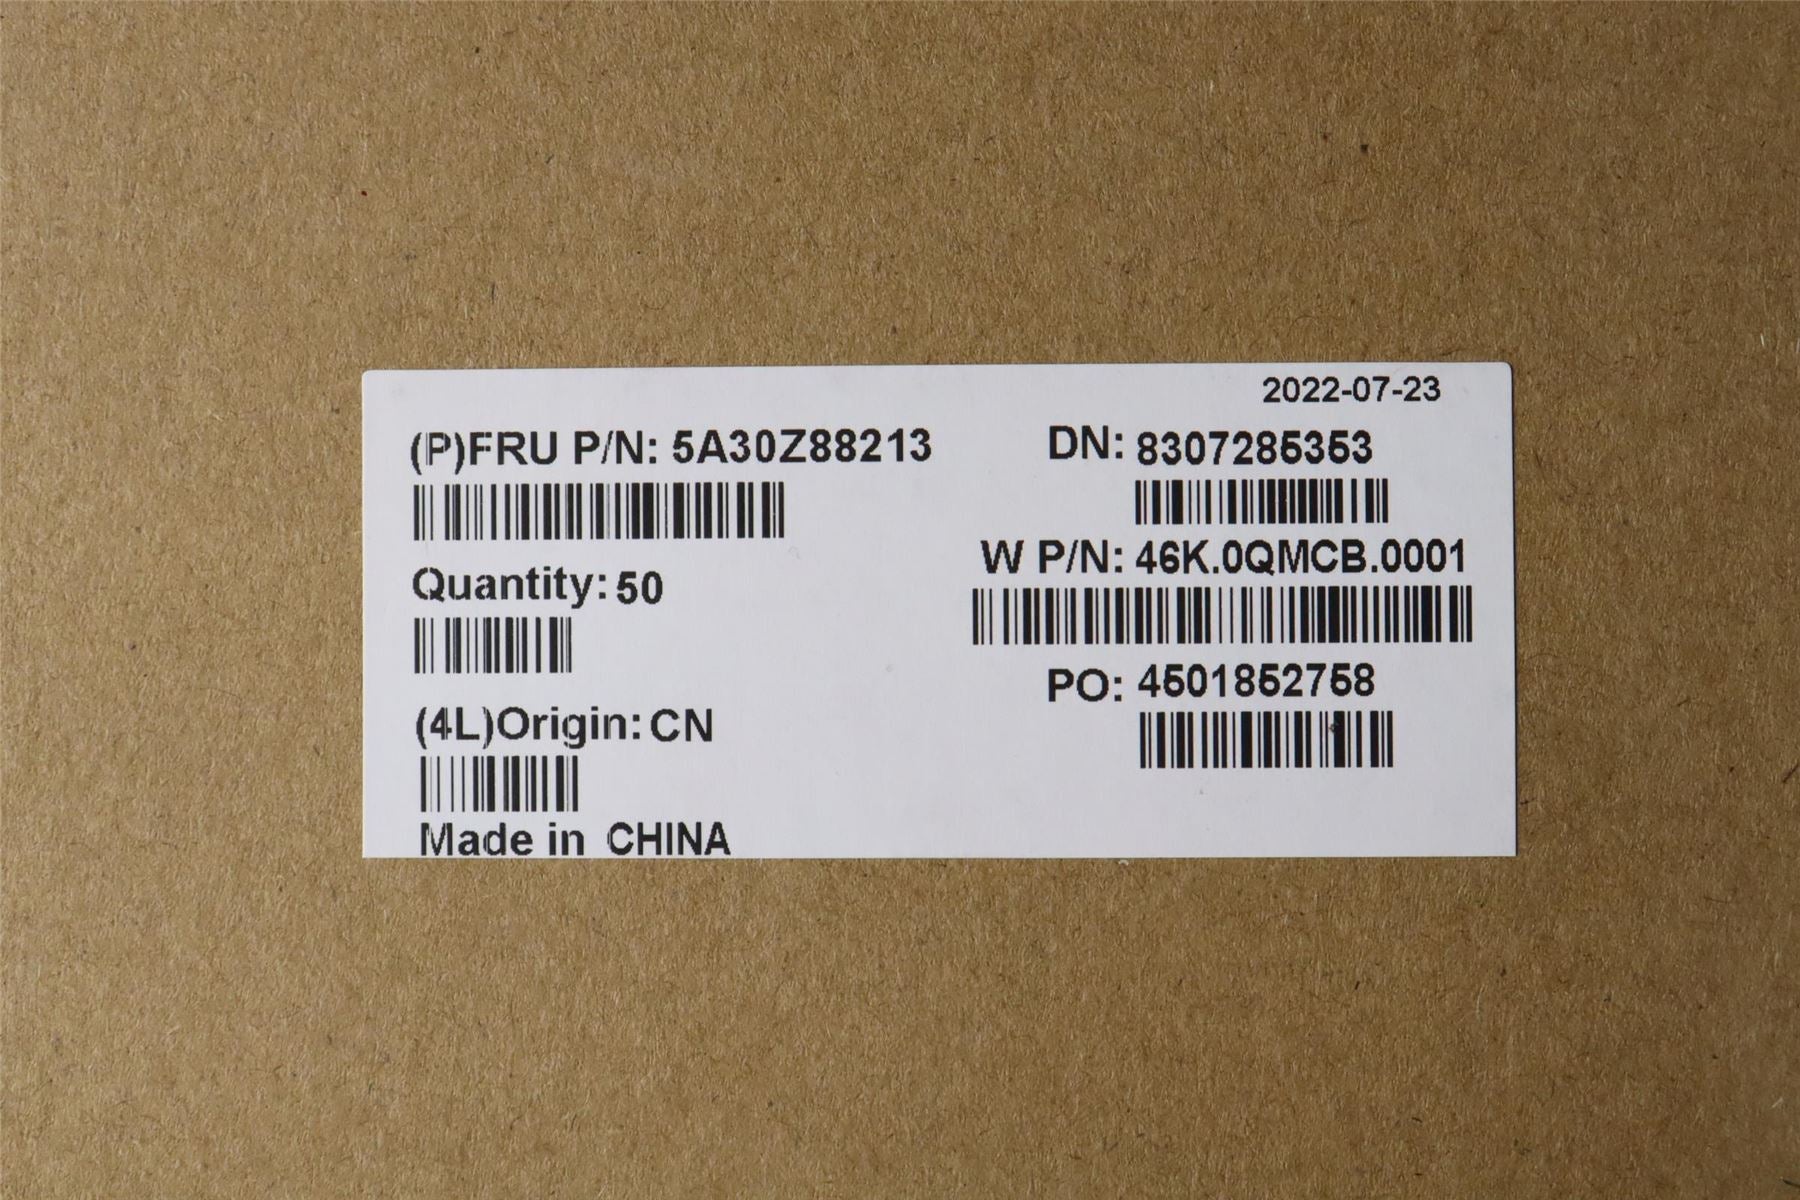 2022-07-23
(P)FRU P/N: 5A30Z88213
DN: 8307285353
W P/N: 46K.0QMCB.0001
Quantity: 50
PO: 4501852758
(4L)Origin: CN
Made in CHINA